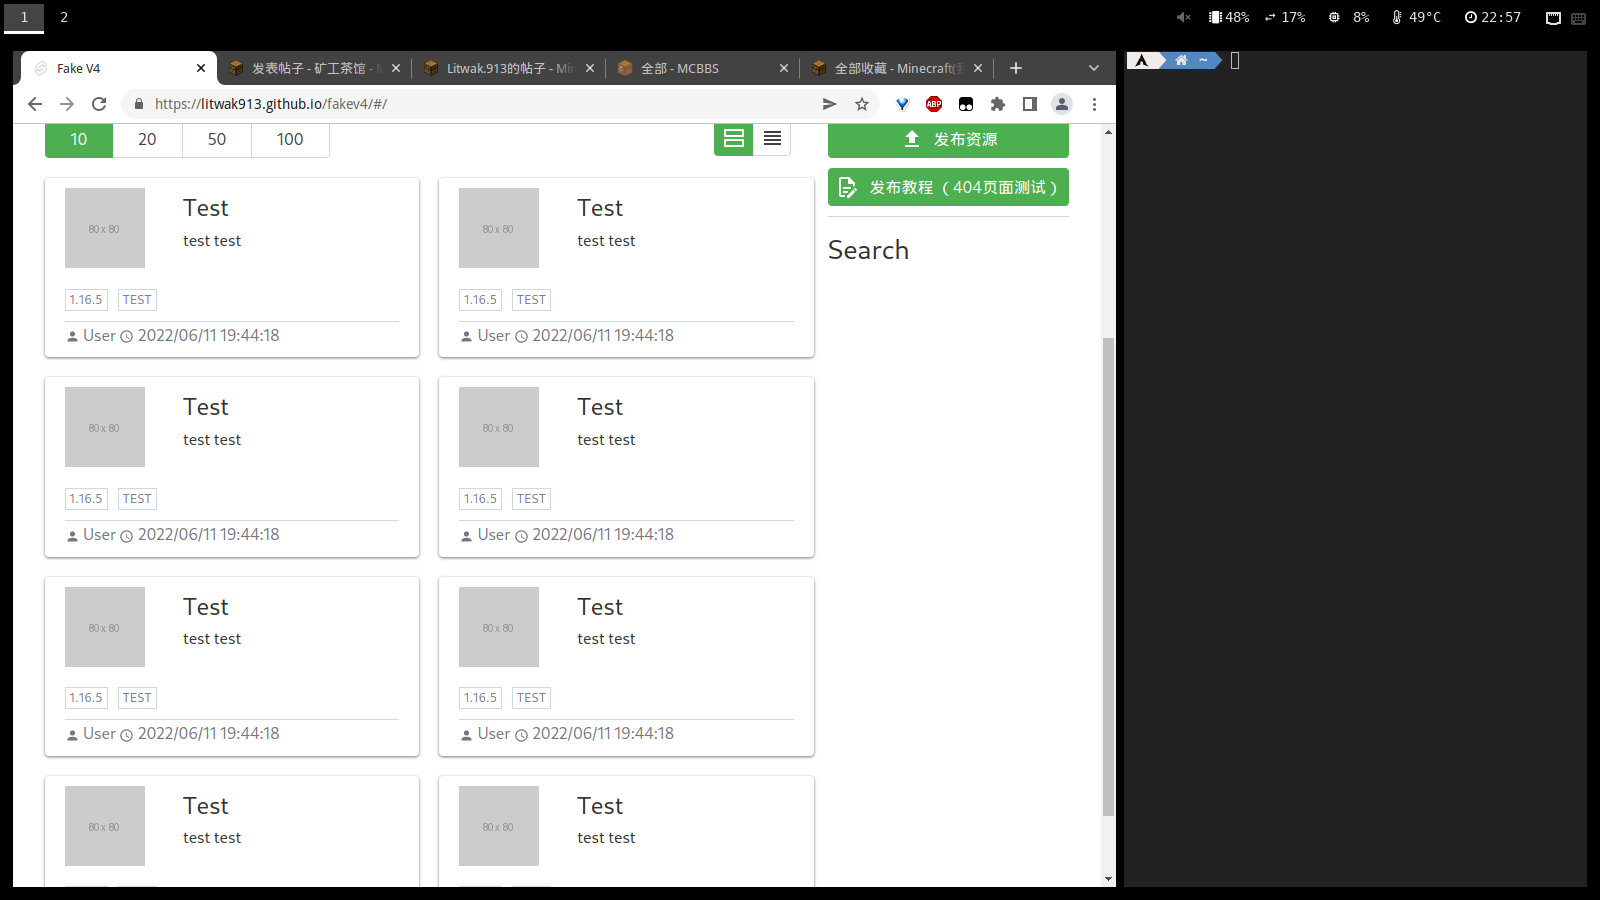 1 2 48% 17% 8% 49°C 22:57
Fake V4 发表帖子 - 矿工茶馆 - Litwak.913的帖子 - Min 全部 - MCBBS 全部收藏 - Minecraft(
https://litwak913.github.io/fakev4/#/ ABP
10 20 50 100 发布资源
发布教程（404页面测试）
Search
80 x 80 Test 80 x 80 Test
test test test test
1.16.5 TEST 1.16.5 TEST
User 2022/06/11 19:44:18 User 2022/06/11 19:44:18
80 x 80 Test 80 x 80 Test
test test test test
1.16.5 TEST 1.16.5 TEST
User 2022/06/11 19:44:18 User 2022/06/11 19:44:18
80 x 80 Test 80 x 80 Test
test test test test
1.16.5 TEST 1.16.5 TEST
User 2022/06/11 19:44:18 User 2022/06/11 19:44:18
80 x 80 Test 80 x 80 Test
test test test test
~